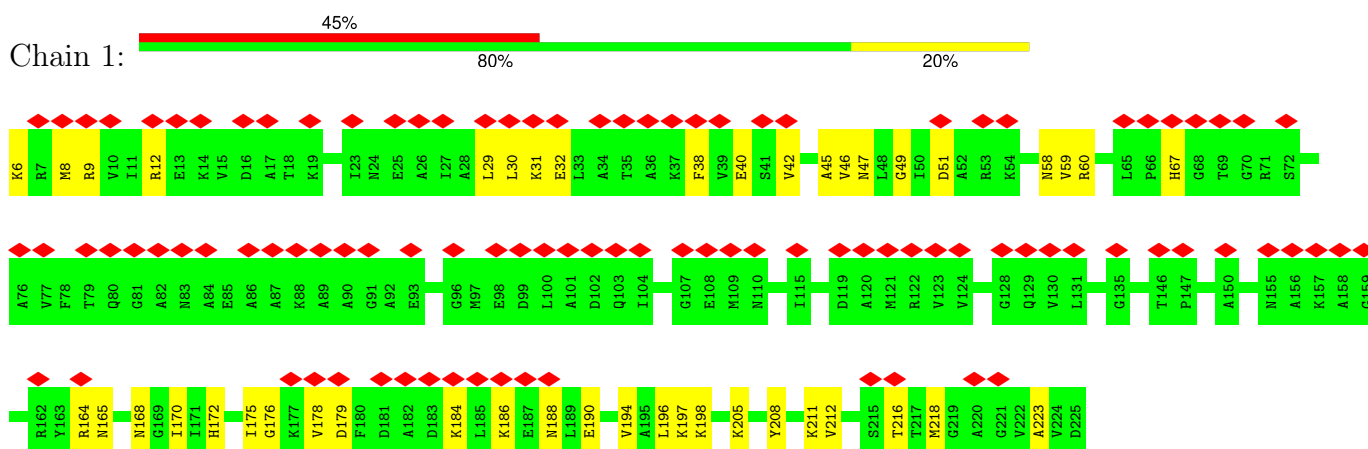 45%
Chain 1:
80% 20%
K6 R7 M8 R9 V10 I11 R12 E13 K14 V15 D16 A17 T18 K19 I23 N24 E25 A26 I27 A28 L29 L30 K31 E32 L33 A34 T35 A36 K37 F38 V39 E40 S41 V42 A45 V46 N47 L48 G49 I50 D51 A52 R53 K54 N58 V59 R60 L65 P66 H67 G68 T69 G70 R71 S72
A76 V77 F78 T79 Q80 G81 A82 N83 A84 E85 A86 A87 K88 A89 A90 G91 A92 E93 G96 M97 E98 D99 L100 A101 D102 Q103 I104 G107 E108 M109 N110 I115 D119 A120 M121 R122 V123 V124 G128 Q129 V130 L131 G135 T146 P147 A150 N155 A156 K157 A158 G159
R162 Y163 R164 N165 N168 G169 I170 I171 H172 I175 G176 K177 V178 D179 F180 D181 A182 D183 K184 L185 K186 E187 N188 L189 E190 V194 A195 L196 K197 K198 K205 Y208 K211 V212 S215 T216 T217 M218 G219 A220 G221 V222 A223 V224 D225